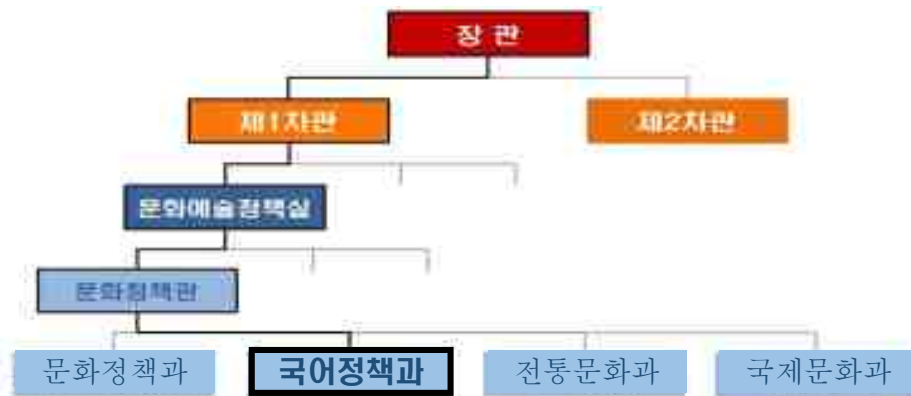 장 관
제1차관 제2차관
문화예술정책실
문화정책관
문화정책과 국어정책과 전통문화과 국제문화과